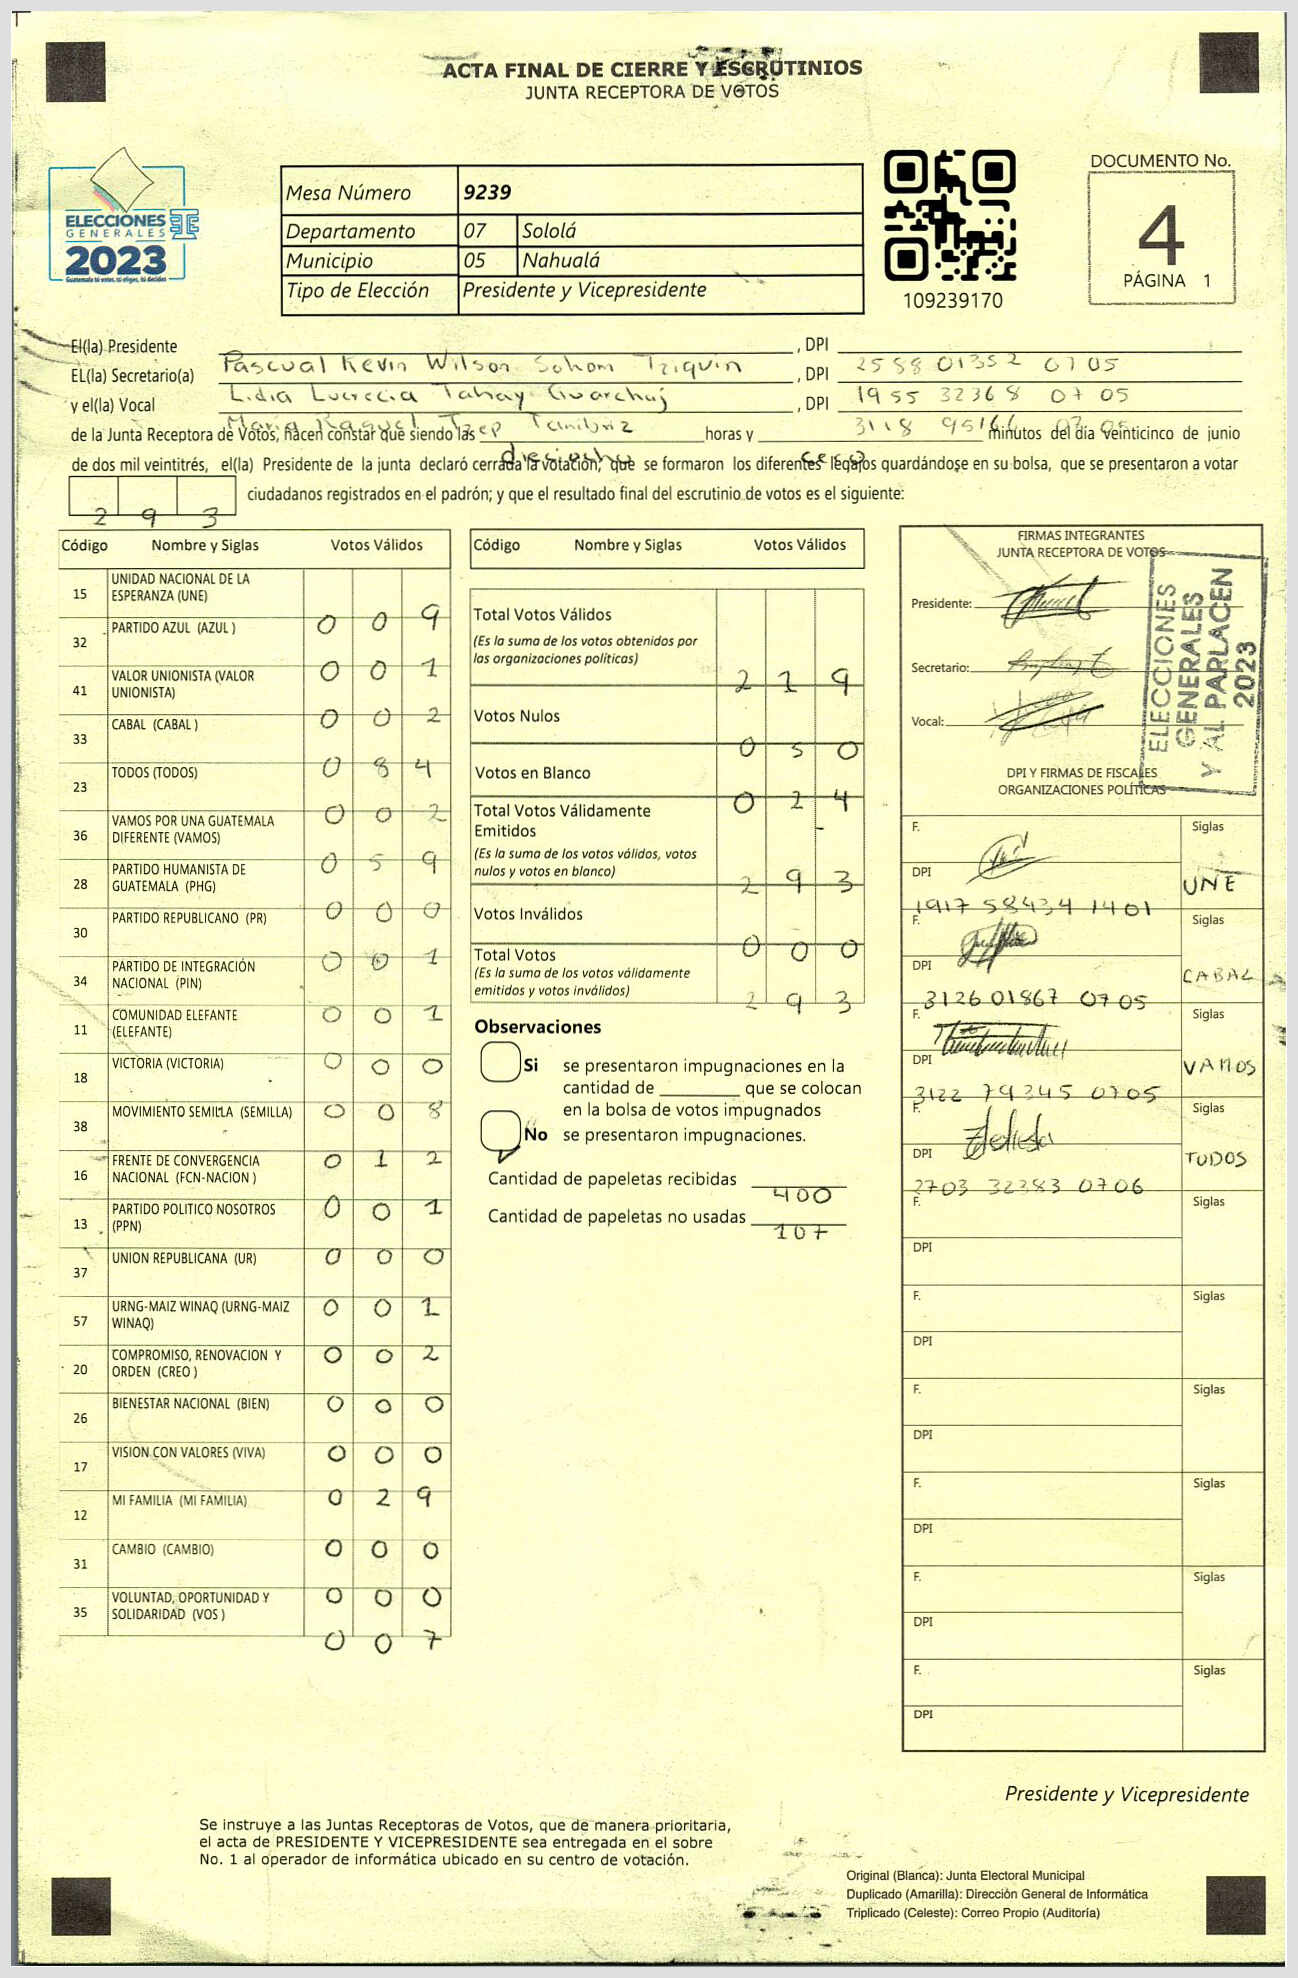 ACTA FINAL DE CIERRE Y ESCRUTINIOS
JUNTA RECEPTORA DE VOTOS
ELECCIONES
GENERALES
2023
Guatemala tú votas, tú eliges, tú decides
Mesa Número 9239
Departamento 07 Sololá
Municipio 05 Nahualá
Tipo de Elección Presidente y Vicepresidente
109239170
DOCUMENTO No.
4
PÁGINA 1
El(la) Presidente Pascual Kevin Wilson Sohom Tziquin , DPI 2588 01352 0705
EL(la) Secretario(a) Lidia Lucrecia Tahay Guarchaj , DPI 1955 32368 0705
y el(la) Vocal María Raquel Tzep , DPI 3118
de la Junta Receptora de Votos, hacen constar que siendo las dieciocho horas y cero minutos del día veinticinco de junio
de dos mil veintitrés, el(la) Presidente de la junta declaró cerrada la votación, que se formaron los diferentes legajos quardándose en su bolsa, que se presentaron a votar
293 ciudadanos registrados en el padrón; y que el resultado final del escrutinio de votos es el siguiente:
Código Nombre y Siglas Votos Válidos
15 UNIDAD NACIONAL DE LA ESPERANZA (UNE) 0 0 9
32 PARTIDO AZUL (AZUL ) 0 0 1
41 VALOR UNIONISTA (VALOR UNIONISTA) 0 0 2
33 CABAL (CABAL ) 0 8 4
23 TODOS (TODOS) 0 0 2
36 VAMOS POR UNA GUATEMALA DIFERENTE (VAMOS) 0 5 9
28 PARTIDO HUMANISTA DE GUATEMALA (PHG) 0 0 0
30 PARTIDO REPUBLICANO (PR) 0 0 1
34 PARTIDO DE INTEGRACIÓN NACIONAL (PIN) 0 0 1
11 COMUNIDAD ELEFANTE (ELEFANTE) 0 0 0
18 VICTORIA (VICTORIA) 0 0 8
38 MOVIMIENTO SEMILLA (SEMILLA) 0 1 2
16 FRENTE DE CONVERGENCIA NACIONAL (FCN-NACION ) 0 0 1
13 PARTIDO POLITICO NOSOTROS (PPN) 0 0 0
37 UNION REPUBLICANA (UR) 0 0 1
57 URNG-MAIZ WINAQ (URNG-MAIZ WINAQ) 0 0 2
20 COMPROMISO, RENOVACION Y ORDEN (CREO ) 0 0 0
26 BIENESTAR NACIONAL (BIEN) 0 0 0
17 VISION CON VALORES (VIVA) 0 2 9
12 MI FAMILIA (MI FAMILIA) 0 0 0
31 CAMBIO (CAMBIO) 0 0 0
35 VOLUNTAD, OPORTUNIDAD Y SOLIDARIDAD (VOS ) 0 0 7
Código Nombre y Siglas Votos Válidos
Total Votos Válidos
(Es la suma de los votos obtenidos por
las organizaciones políticas)
2 1 9
Votos Nulos
0 5 0
Votos en Blanco
0 2 4
Total Votos Válidamente
Emitidos
(Es la suma de los votos válidos, votos
nulos y votos en blanco)
2 9 3
Votos Inválidos
0 0 0
Total Votos
(Es la suma de los votos válidamente
emitidos y votos inválidos)
2 9 3
Observaciones
Si se presentaron impugnaciones en la
cantidad de ________ que se colocan
en la bolsa de votos impugnados
No se presentaron impugnaciones.
Cantidad de papeletas recibidas 400
Cantidad de papeletas no usadas 107
FIRMAS INTEGRANTES
JUNTA RECEPTORA DE VOTOS
Presidente:
Secretario:
Vocal:
ELECCIONES
GENERALES
Y AL PARLACEN
2023
DPI Y FIRMAS DE FISCALES
ORGANIZACIONES POLÍTICAS
F. Siglas
DPI 1917 58434 1401 UNE
F. Siglas
DPI 3126 01867 0705 CABAL
F. Siglas
DPI 3122 79345 0705 VAMOS
F. Siglas
DPI 2703 32383 0706 TODOS
F. Siglas
DPI
F. Siglas
DPI
F. Siglas
DPI
F. Siglas
DPI
F. Siglas
DPI
F. Siglas
DPI
Presidente y Vicepresidente
Se instruye a las Juntas Receptoras de Votos, que de manera prioritaria,
el acta de PRESIDENTE Y VICEPRESIDENTE sea entregada en el sobre
No. 1 al operador de informática ubicado en su centro de votación.
Original (Blanca): Junta Electoral Municipal
Duplicado (Amarilla): Dirección General de Informática
Triplicado (Celeste): Correo Propio (Auditoría)